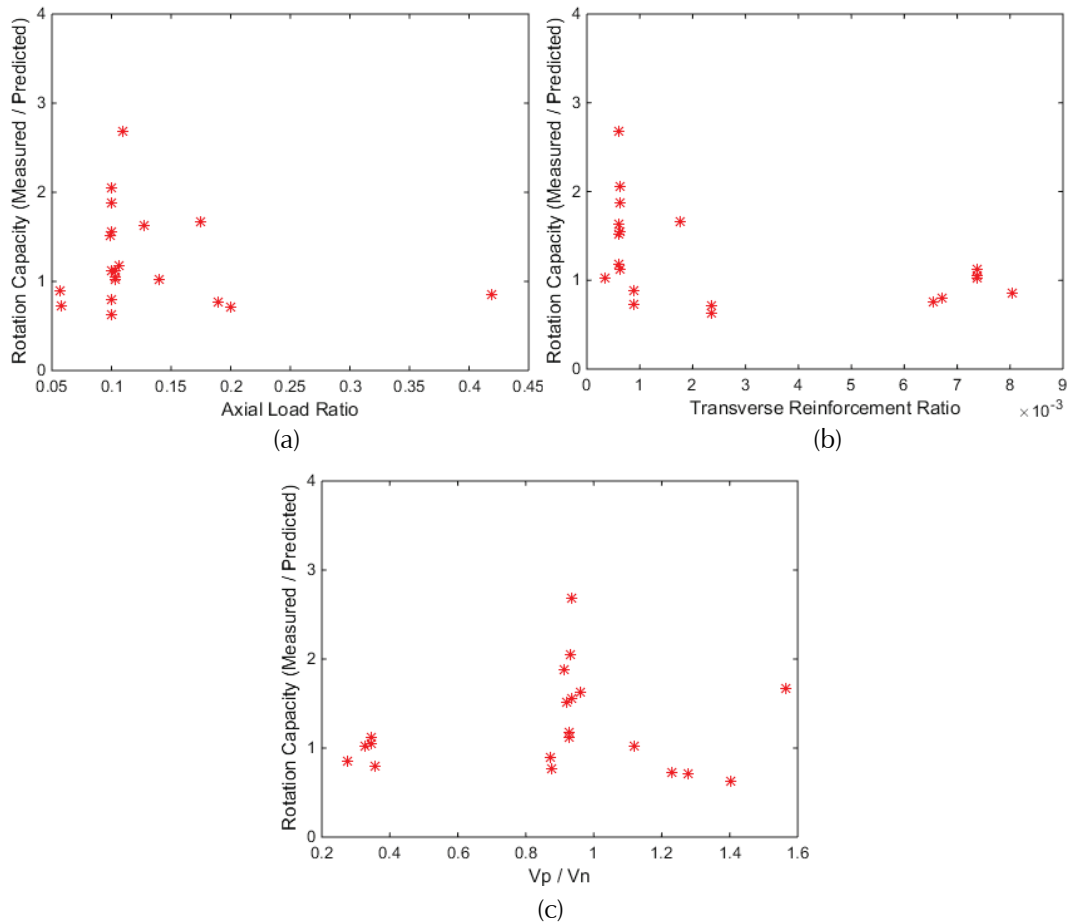 Rotation Capacity (Measured / Predicted)
4
3
2
1
0
0.05 0.1 0.15 0.2 0.25 0.3 0.35 0.4 0.45
Axial Load Ratio
(a)
Rotation Capacity (Measured / Predicted)
4
3
2
1
0
0 1 2 3 4 5 6 7 8 9
Transverse Reinforcement Ratio
× 10⁻³
(b)
Rotation Capacity (Measured / Predicted)
4
3
2
1
0
0.2 0.4 0.6 0.8 1 1.2 1.4 1.6
Vp / Vn
(c)